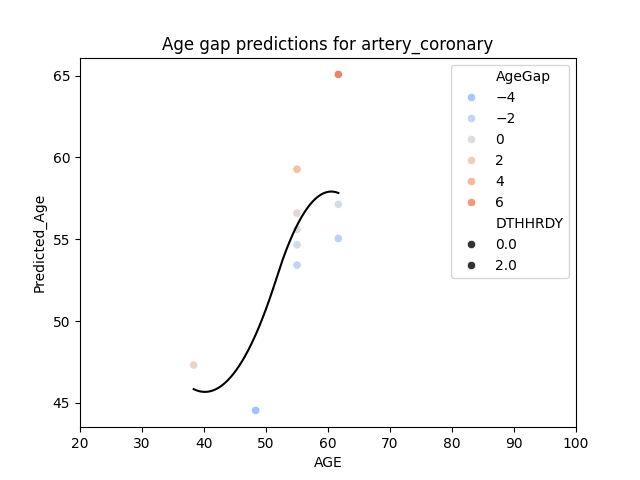 Age gap predictions for artery_coronary
65
60
55
50
45
Predicted_Age
20 30 40 50 60 70 80 90 100
AGE
AgeGap
−4
−2
0
2
4
6
DTHHRDY
0.0
2.0